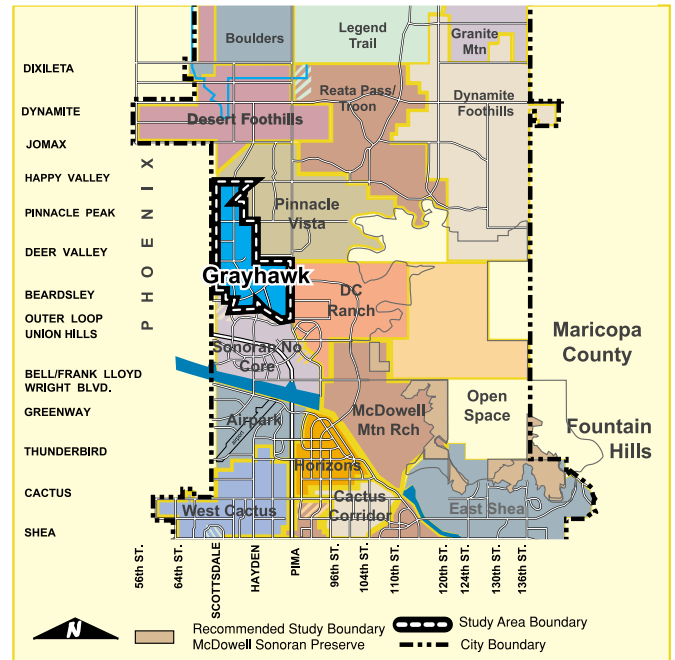 Boulders
Legend
Trail
Granite
Mtn
DIXILETA
Reata Pass/
Troon
Dynamite
Foothills
DYNAMITE
Desert Foothills
JOMAX
HAPPY VALLEY
PHOENIX
Pinnacle
Vista
PINNACLE PEAK
DEER VALLEY
Grayhawk
DC
Ranch
BEARDSLEY
OUTER LOOP
UNION HILLS
Maricopa
County
Sonoran No
Core
BELL/FRANK LLOYD
WRIGHT BLVD.
Open
Space
GREENWAY
Airpark
McDowell
Mtn Rch
Fountain
Hills
THUNDERBIRD
Horizons
CACTUS
West Cactus
Cactus
Corridor
East Shea
SHEA
56th ST.
64th ST.
SCOTTSDALE
HAYDEN
PIMA
96th ST.
104th ST.
110th ST.
120th ST.
124th ST.
130th ST.
136th ST.
N
Recommended Study Boundary
McDowell Sonoran Preserve
Study Area Boundary
City Boundary